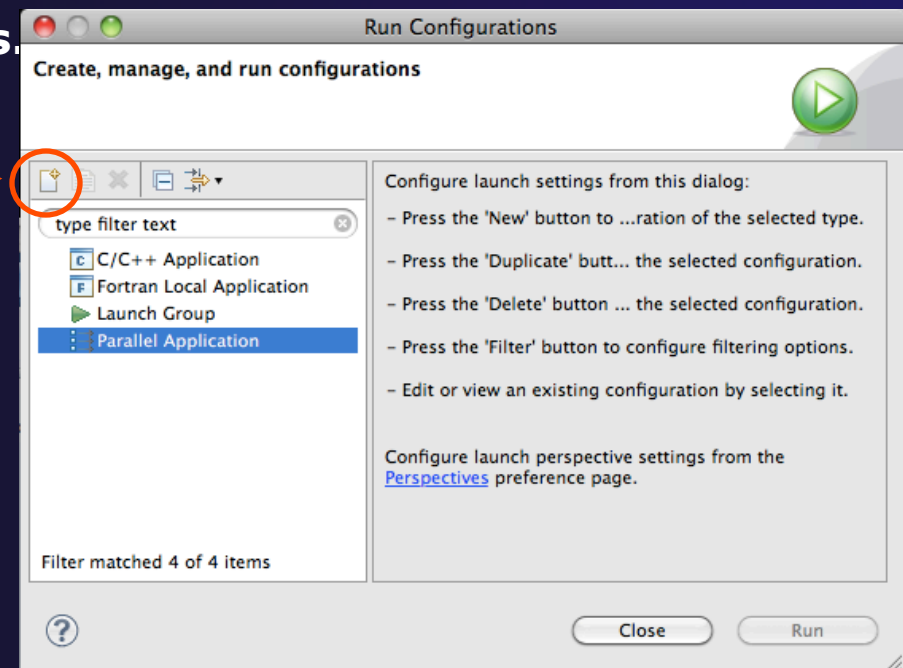 s.
Run Configurations
Create, manage, and run configurations
type filter text
C/C++ Application
Fortran Local Application
Launch Group
Parallel Application
Filter matched 4 of 4 items
Configure launch settings from this dialog:
– Press the 'New' button to ...ration of the selected type.
– Press the 'Duplicate' butt... the selected configuration.
– Press the 'Delete' button ... the selected configuration.
– Press the 'Filter' button to configure filtering options.
– Edit or view an existing configuration by selecting it.
Configure launch perspective settings from the
Perspectives preference page.
?
Close
Run